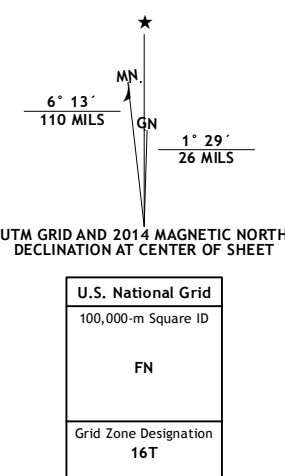 ★
MN.
6° 13´
110 MILS
GN
1° 29´
26 MILS
UTM GRID AND 2014 MAGNETIC NORTH
DECLINATION AT CENTER OF SHEET
U.S. National Grid
100,000-m Square ID
FN
Grid Zone Designation
16T